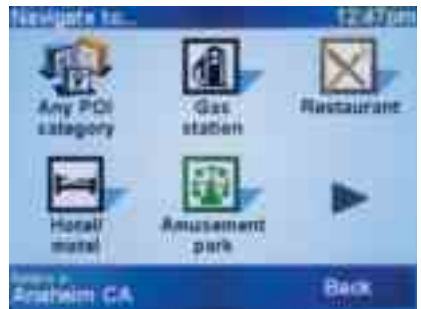 Navigate to...
12:47pm
Any POI
category
Gas
station
Restaurant
Hotel/
motel
Amusement
park
Anaheim CA
Back